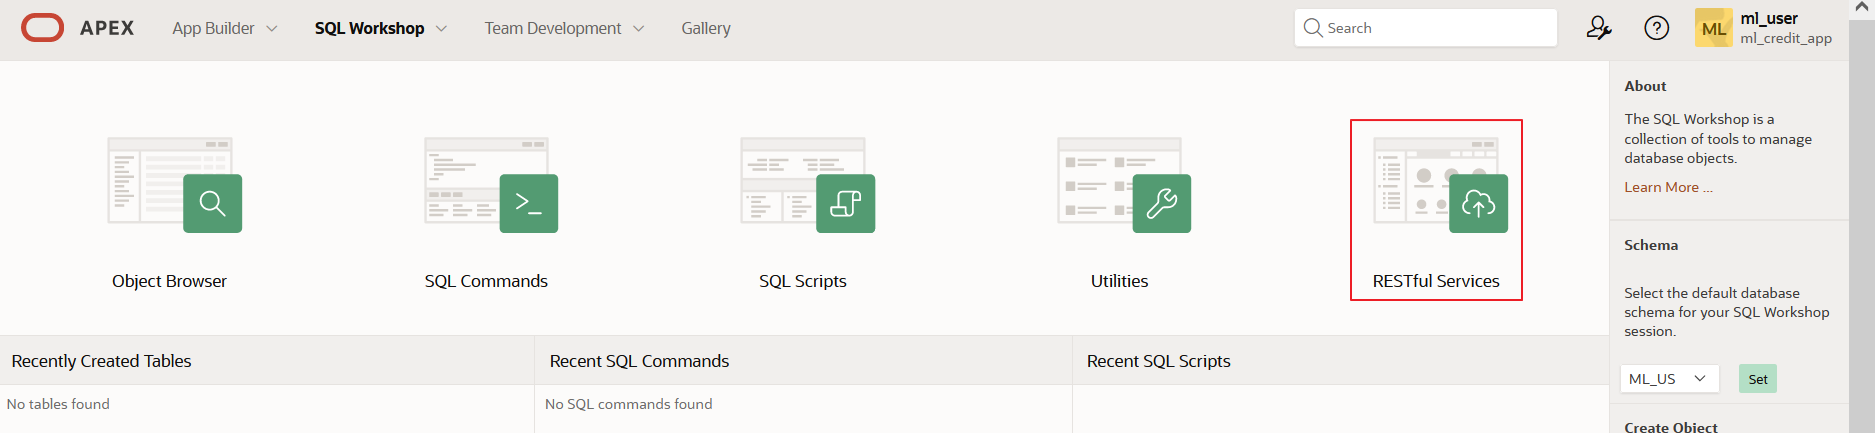 APEX
App Builder
SQL Workshop
Team Development
Gallery
Search
ML
ml_user
ml_credit_app
Object Browser
SQL Commands
SQL Scripts
Utilities
RESTful Services
Recently Created Tables
Recent SQL Commands
Recent SQL Scripts
No tables found
No SQL commands found
About
The SQL Workshop is a
collection of tools to manage
database objects.
Learn More ...
Schema
Select the default database
schema for your SQL Workshop
session.
ML_US
Set
Create Object